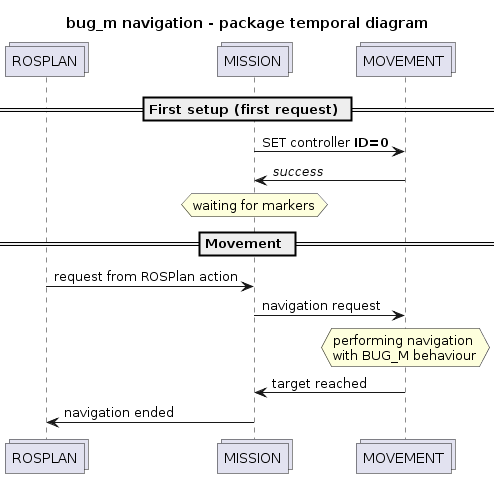 bug_m navigation - package temporal diagram
ROSPLAN
MISSION
MOVEMENT
First setup (first request)
SET controller ID=0
success
waiting for markers
Movement
request from ROSPlan action
navigation request
performing navigation
with BUG_M behaviour
target reached
navigation ended
ROSPLAN
MISSION
MOVEMENT